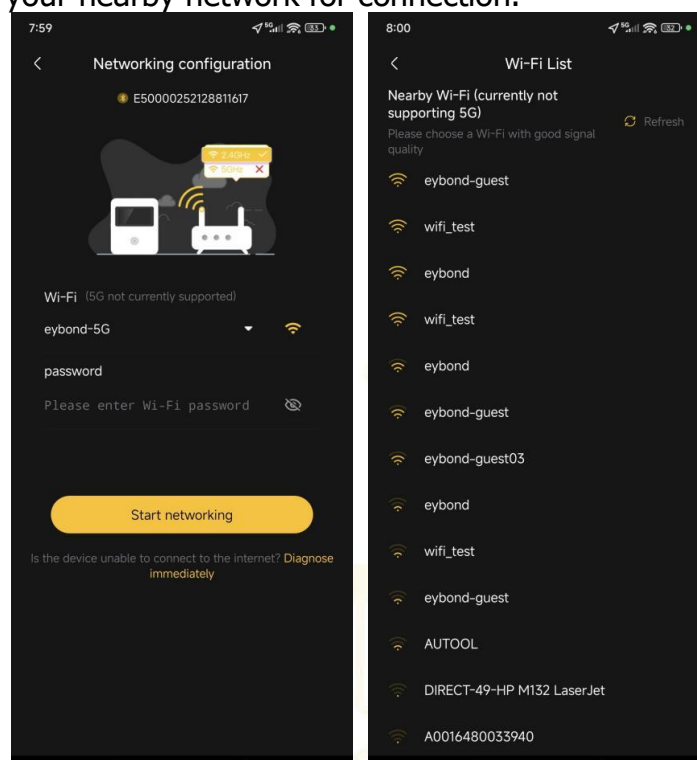 your nearby network for connection.
7:59
5G
33
Networking configuration
E50000252128811617
2.4GHz
5GHz
Wi-Fi (5G not currently supported)
eybond-5G
password
Please enter Wi-Fi password
Start networking
Is the device unable to connect to the internet? Diagnose
immediately
8:00
5G
32
Wi-Fi List
Nearby Wi-Fi (currently not
supporting 5G)
Refresh
Please choose a Wi-Fi with good signal
quality
eybond-guest
wifi_test
eybond
wifi_test
eybond
eybond-guest
eybond-guest03
eybond
wifi_test
eybond-guest
AUTOOL
DIRECT-49-HP M132 LaserJet
A0016480033940